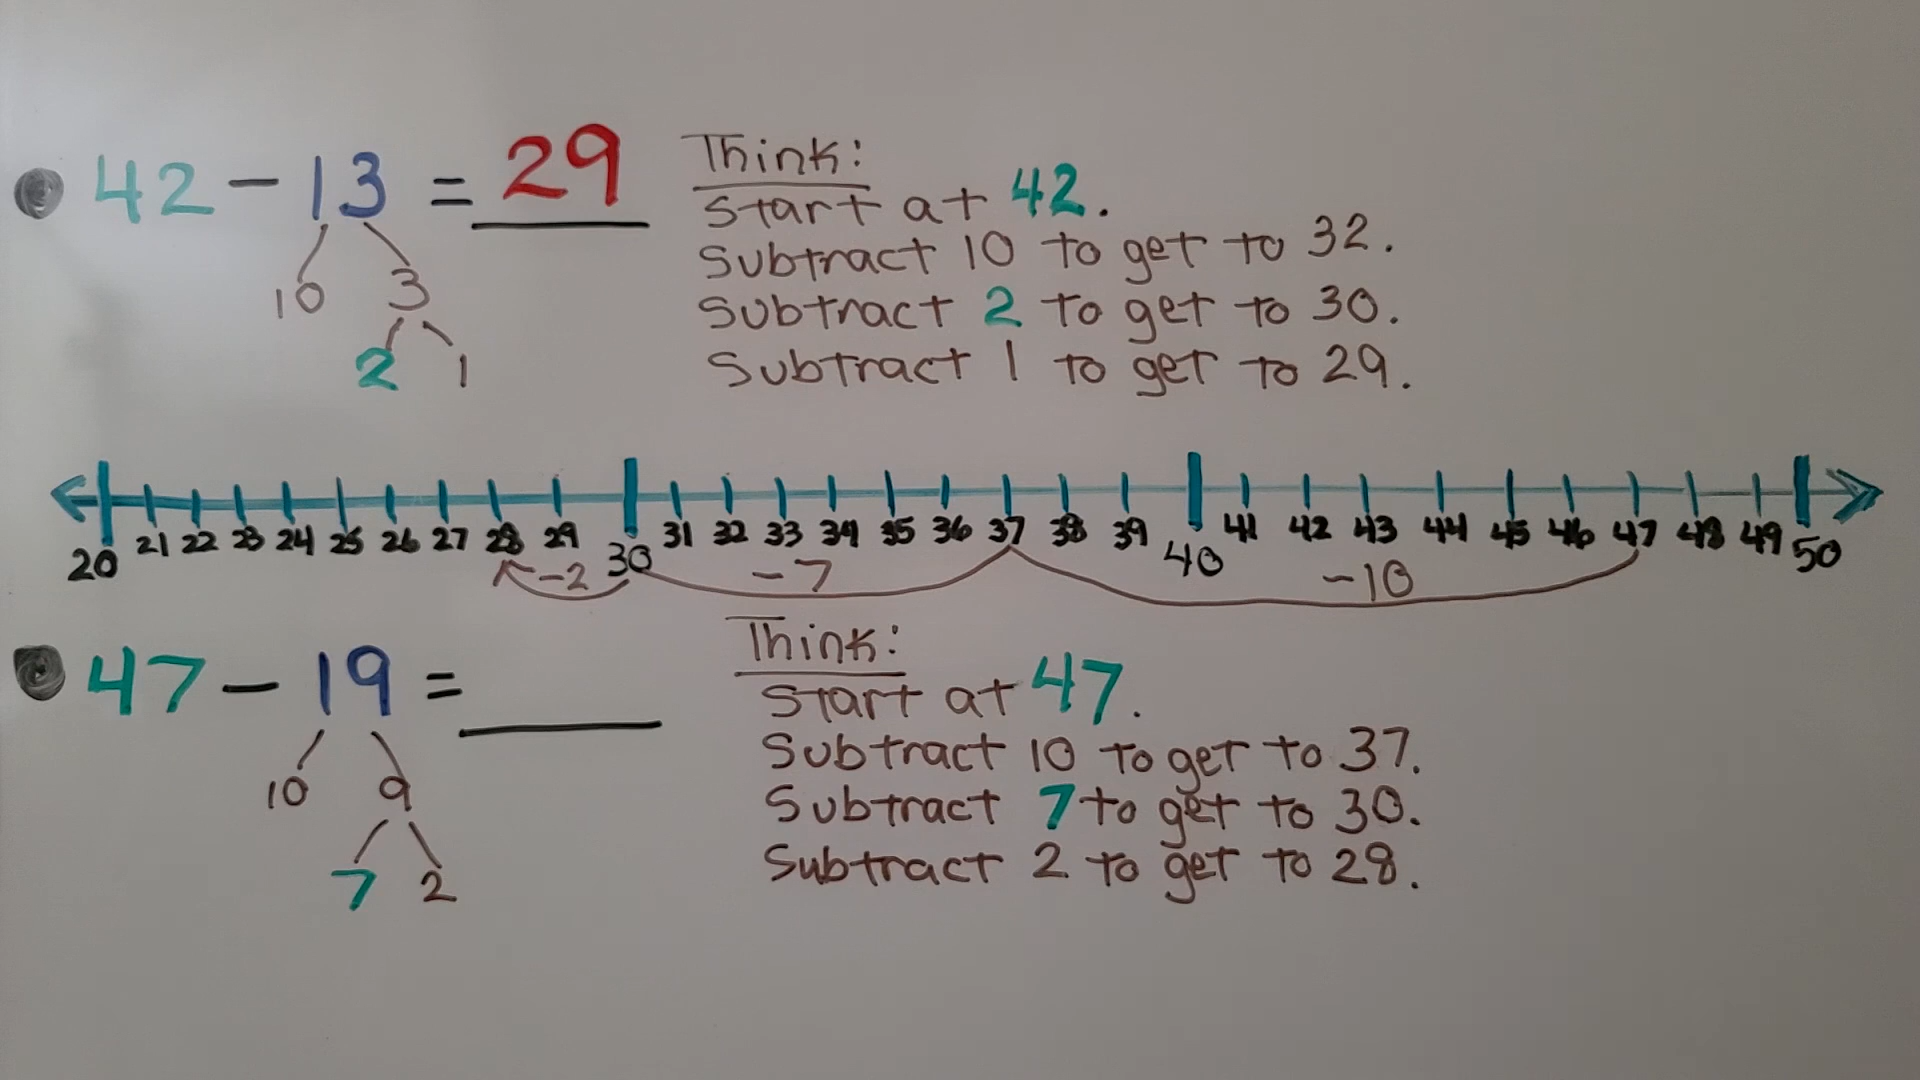 42 - 13 = 29
10 3
2 1
Think:
Start at 42.
Subtract 10 to get to 32.
Subtract 2 to get to 30.
Subtract 1 to get to 29.
20 21 22 23 24 25 26 27 28 29 30 31 32 33 34 35 36 37 38 39 40 41 42 43 44 45 46 47 48 49 50
-2 -7 -10
47 - 19 =
10 9
7 2
Think:
Start at 47.
Subtract 10 to get to 37.
Subtract 7 to get to 30.
Subtract 2 to get to 28.